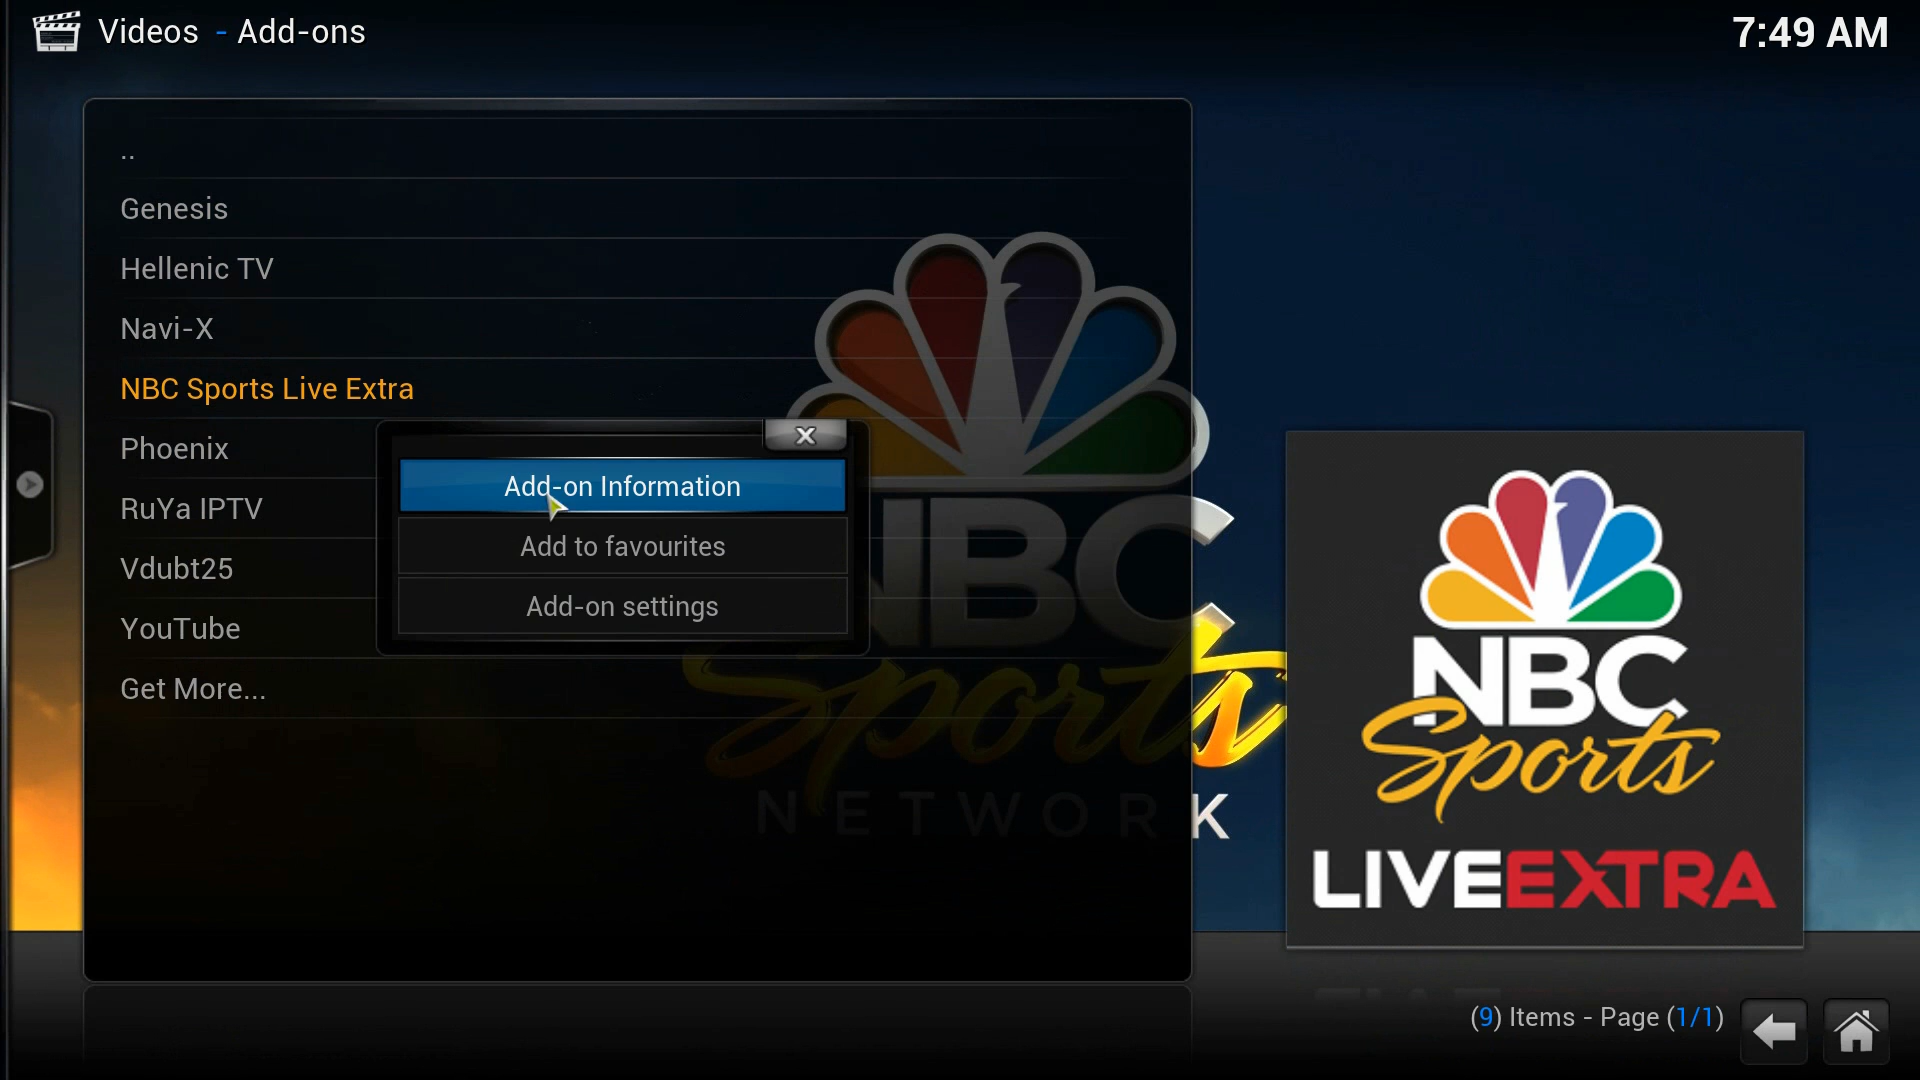 Videos - Add-ons
7:49 AM
..
Genesis
Hellenic TV
Navi-X
NBC Sports Live Extra
Phoenix
RuYa IPTV
Vdubt25
YouTube
Get More...
X
Add-on Information
Add to favourites
Add-on settings
NBC
Sports
NETWORK
NBC
Sports
LIVEEXTRA
(9) Items - Page (1/1)